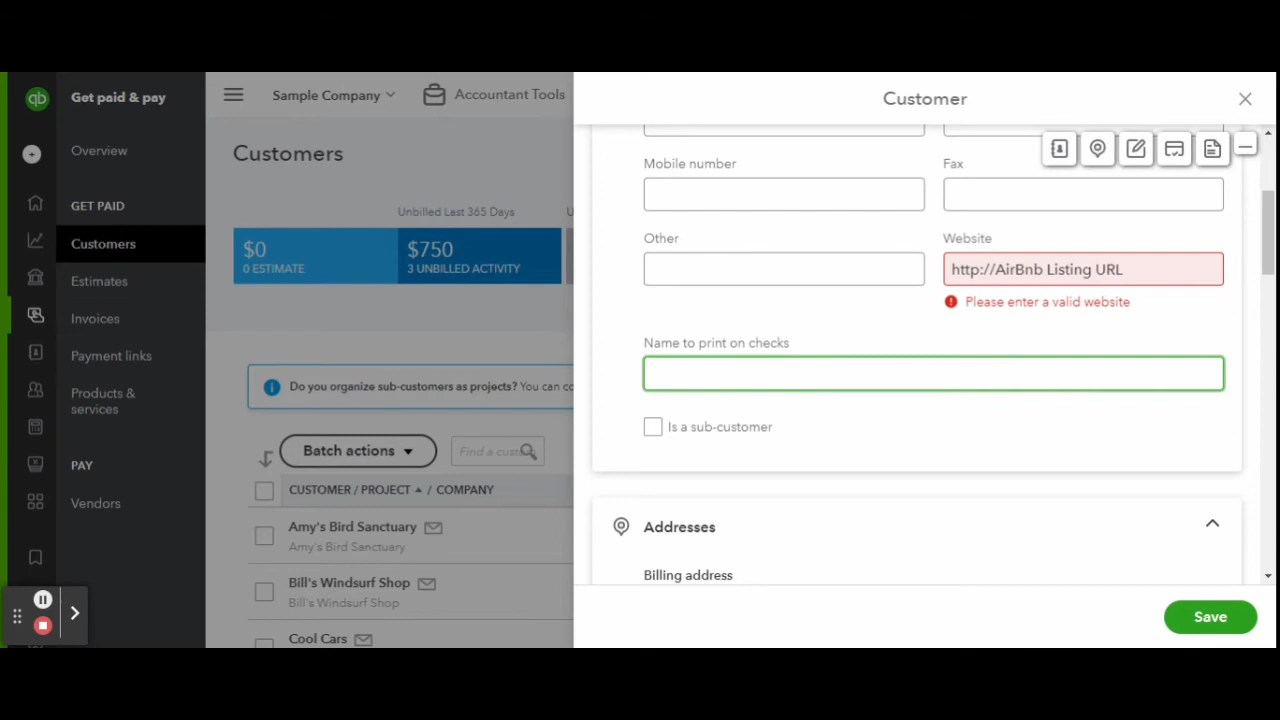 qb
Get paid & pay
Overview
GET PAID
Customers
Estimates
Invoices
Payment links
Products &
services
PAY
Vendors
Sample Company
Accountant Tools
Customers
Unbilled Last 365 Days
U
$0
0 ESTIMATE
$750
3 UNBILLED ACTIVITY
Do you organize sub-customers as projects? You can co
Batch actions
Find a cust
CUSTOMER / PROJECT / COMPANY
Amy's Bird Sanctuary
Amy's Bird Sanctuary
Bill's Windsurf Shop
Bill's Windsurf Shop
Cool Cars
Customer
Mobile number
Fax
Other
Website
http://AirBnb Listing URL
Please enter a valid website
Name to print on checks
Is a sub-customer
Addresses
Billing address
Save